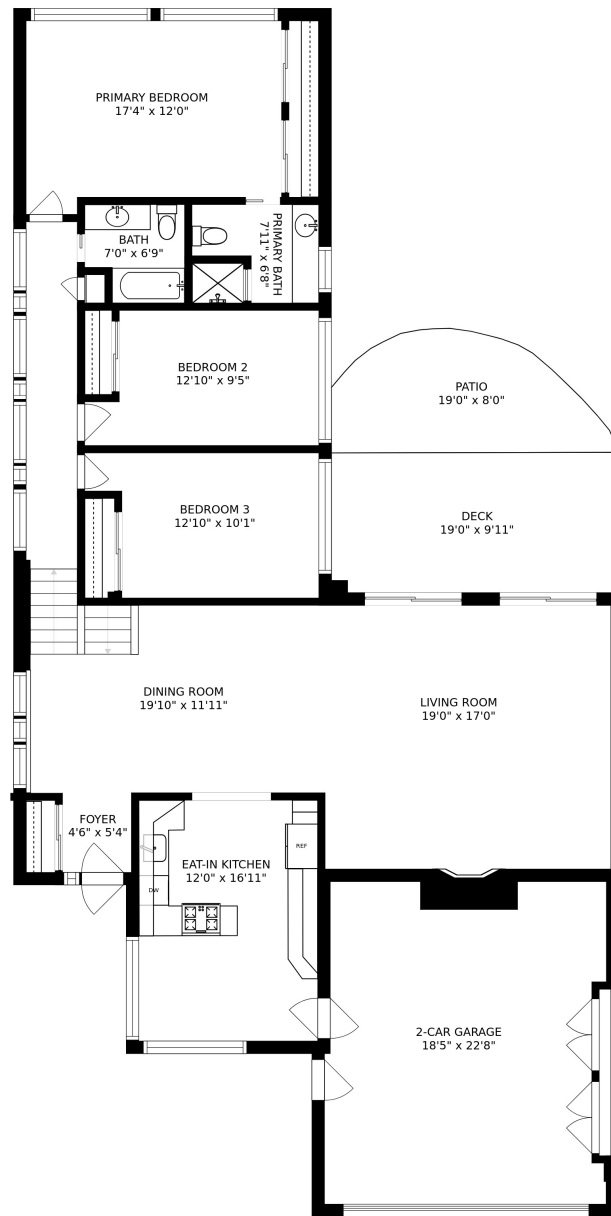 PRIMARY BEDROOM
17'4" x 12'0"
BATH
7'0" x 6'9"
PRIMARY BATH
7'11" x 6'8"
BEDROOM 2
12'10" x 9'5"
PATIO
19'0" x 8'0"
BEDROOM 3
12'10" x 10'1"
DECK
19'0" x 9'11"
DINING ROOM
19'10" x 11'11"
LIVING ROOM
19'0" x 17'0"
FOYER
4'6" x 5'4"
EAT-IN KITCHEN
12'0" x 16'11"
REF
DW
2-CAR GARAGE
18'5" x 22'8"